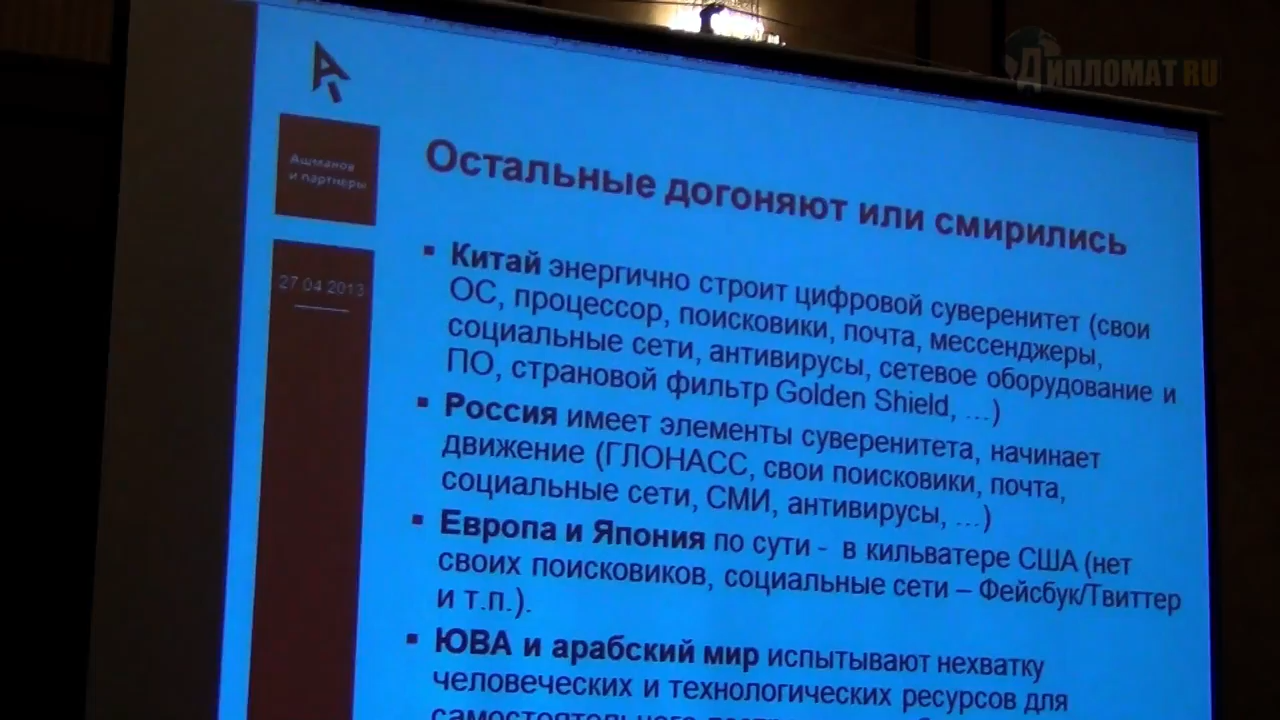 ДИПЛОМАТ RU
Ашманов
и партнеры
27.04.2013
Остальные догоняют или смирились
▪ Китай энергично строит цифровой суверенитет (свои
ОС, процессор, поисковики, почта, мессенджеры,
социальные сети, антивирусы, сетевое оборудование и
ПО, страновой фильтр Golden Shield, …)
▪ Россия имеет элементы суверенитета, начинает
движение (ГЛОНАСС, свои поисковики, почта,
социальные сети, СМИ, антивирусы, …)
▪ Европа и Япония по сути - в кильватере США (нет
своих поисковиков, социальные сети – Фейсбук/Твиттер
и т.п.).
▪ ЮВА и арабский мир испытывают нехватку
человеческих и технологических ресурсов для
самостоятельного